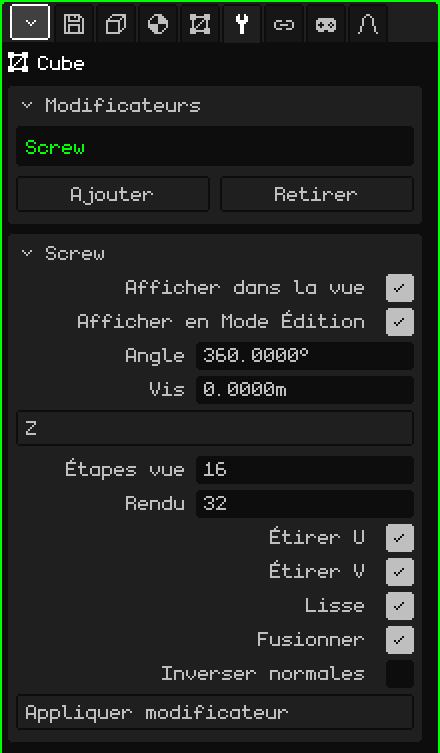 Cube
Modificateurs
Screw
Ajouter Retirer
Screw
Afficher dans la vue
Afficher en Mode Édition
Angle 360.0000°
Vis 0.0000m
Z
Étapes vue 16
Rendu 32
Étirer U
Étirer V
Lisse
Fusionner
Inverser normales
Appliquer modificateur